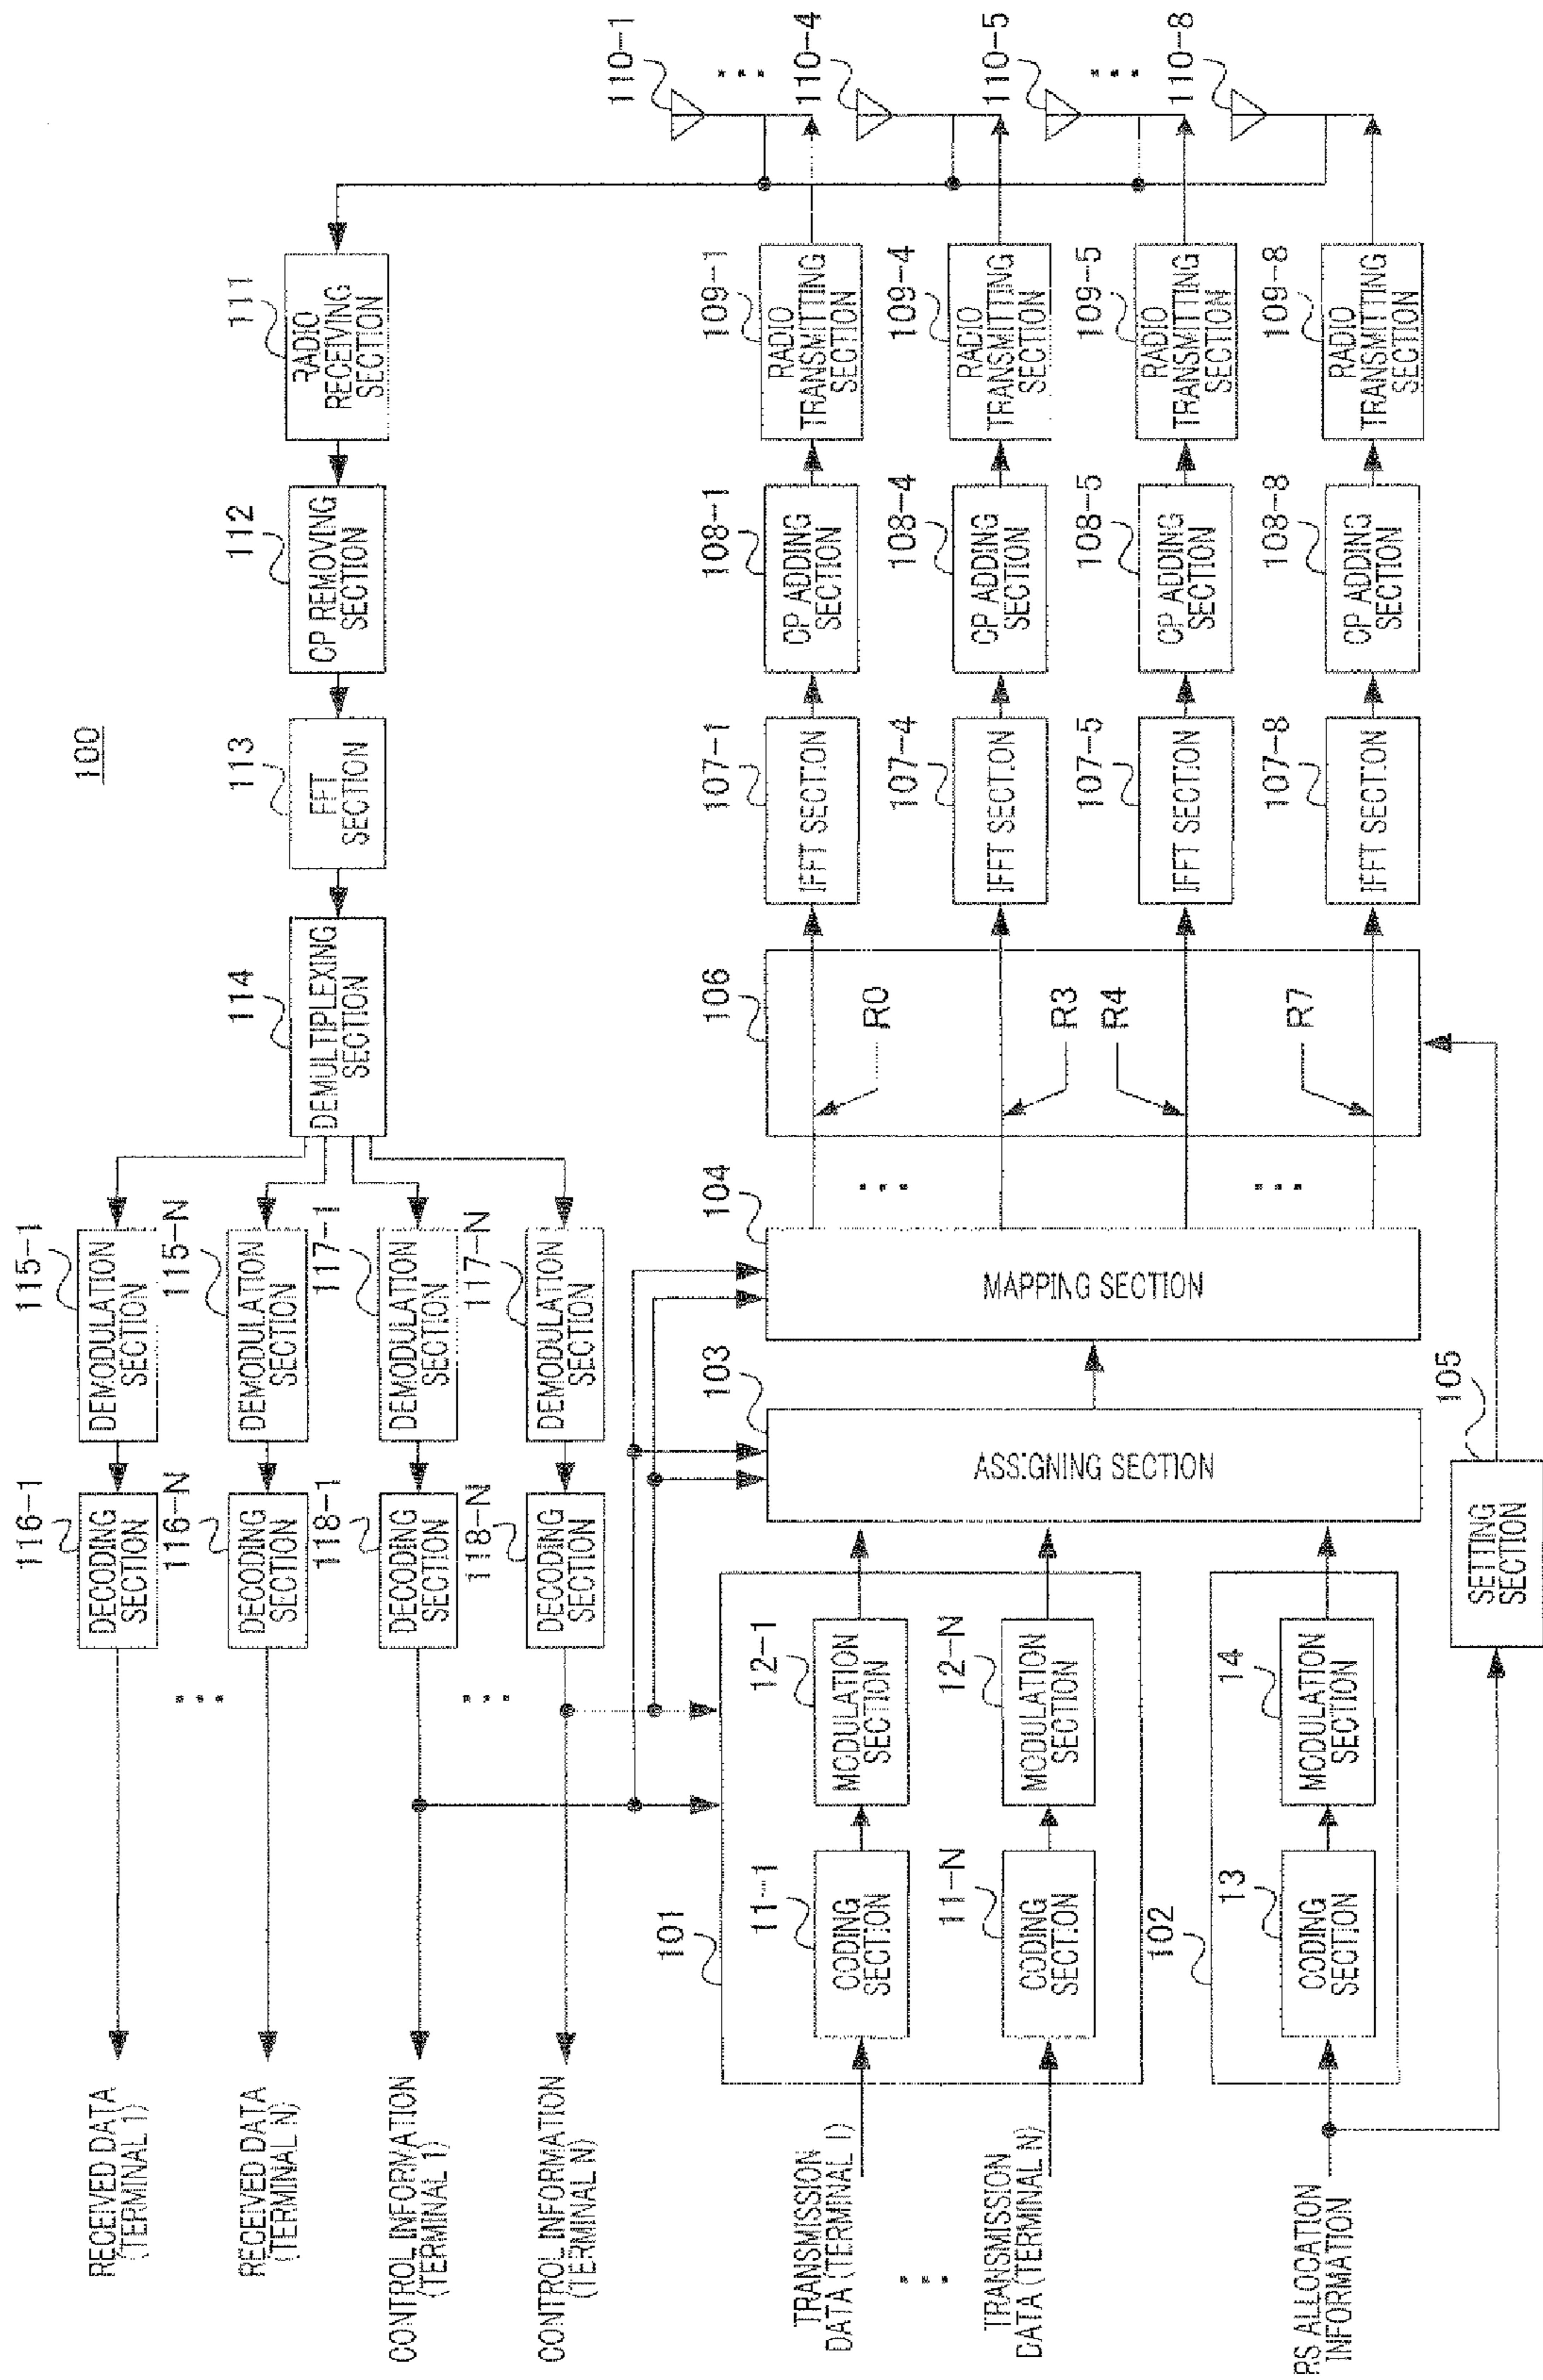 100
RECEIVED DATA
(TERMINAL 1)
116-1
DECODING
SECTION
115-1
DEMODULATION
SECTION
RECEIVED DATA
(TERMINAL N)
116-N
DECODING
SECTION
115-N
DEMODULATION
SECTION
CONTROL INFORMATION
(TERMINAL 1)
118-1
DECODING
SECTION
117-1
DEMODULATION
SECTION
CONTROL INFORMATION
(TERMINAL N)
118-N
DECODING
SECTION
117-N
DEMODULATION
SECTION
114
DEMULTIPLEXING
SECTION
113
FFT
SECTION
112
CP REMOVING
SECTION
111
RADIO
RECEIVING
SECTION
101
TRANSMISSION
DATA (TERMINAL 1)
11-1
CODING
SECTION
12-1
MODULATION
SECTION
TRANSMISSION
DATA (TERMINAL N)
11-N
CODING
SECTION
12-N
MODULATION
SECTION
102
RS ALLOCATION
INFORMATION
13
CODING
SECTION
14
MODULATION
SECTION
105
SETTING
SECTION
103
ASSIGNING SECTION
104
MAPPING SECTION
106
R0
R3
R4
R7
107-1
IFFT SECTION
108-1
CP ADDING
SECTION
109-1
RADIO
TRANSMITTING
SECTION
110-1
107-4
IFFT SECTION
108-4
CP ADDING
SECTION
109-4
RADIO
TRANSMITTING
SECTION
110-4
107-5
IFFT SECTION
108-5
CP ADDING
SECTION
109-5
RADIO
TRANSMITTING
SECTION
110-5
107-8
IFFT SECTION
108-8
CP ADDING
SECTION
109-8
RADIO
TRANSMITTING
SECTION
110-8